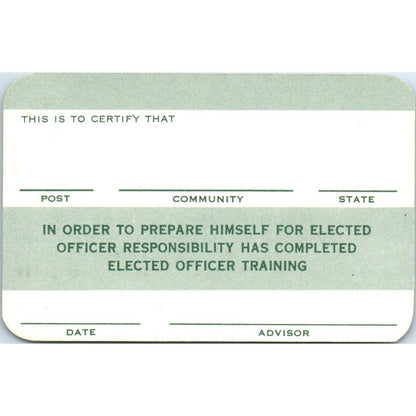 THIS IS TO CERTIFY THAT
POST COMMUNITY STATE
IN ORDER TO PREPARE HIMSELF FOR ELECTED
OFFICER RESPONSIBILITY HAS COMPLETED
ELECTED OFFICER TRAINING
DATE ADVISOR